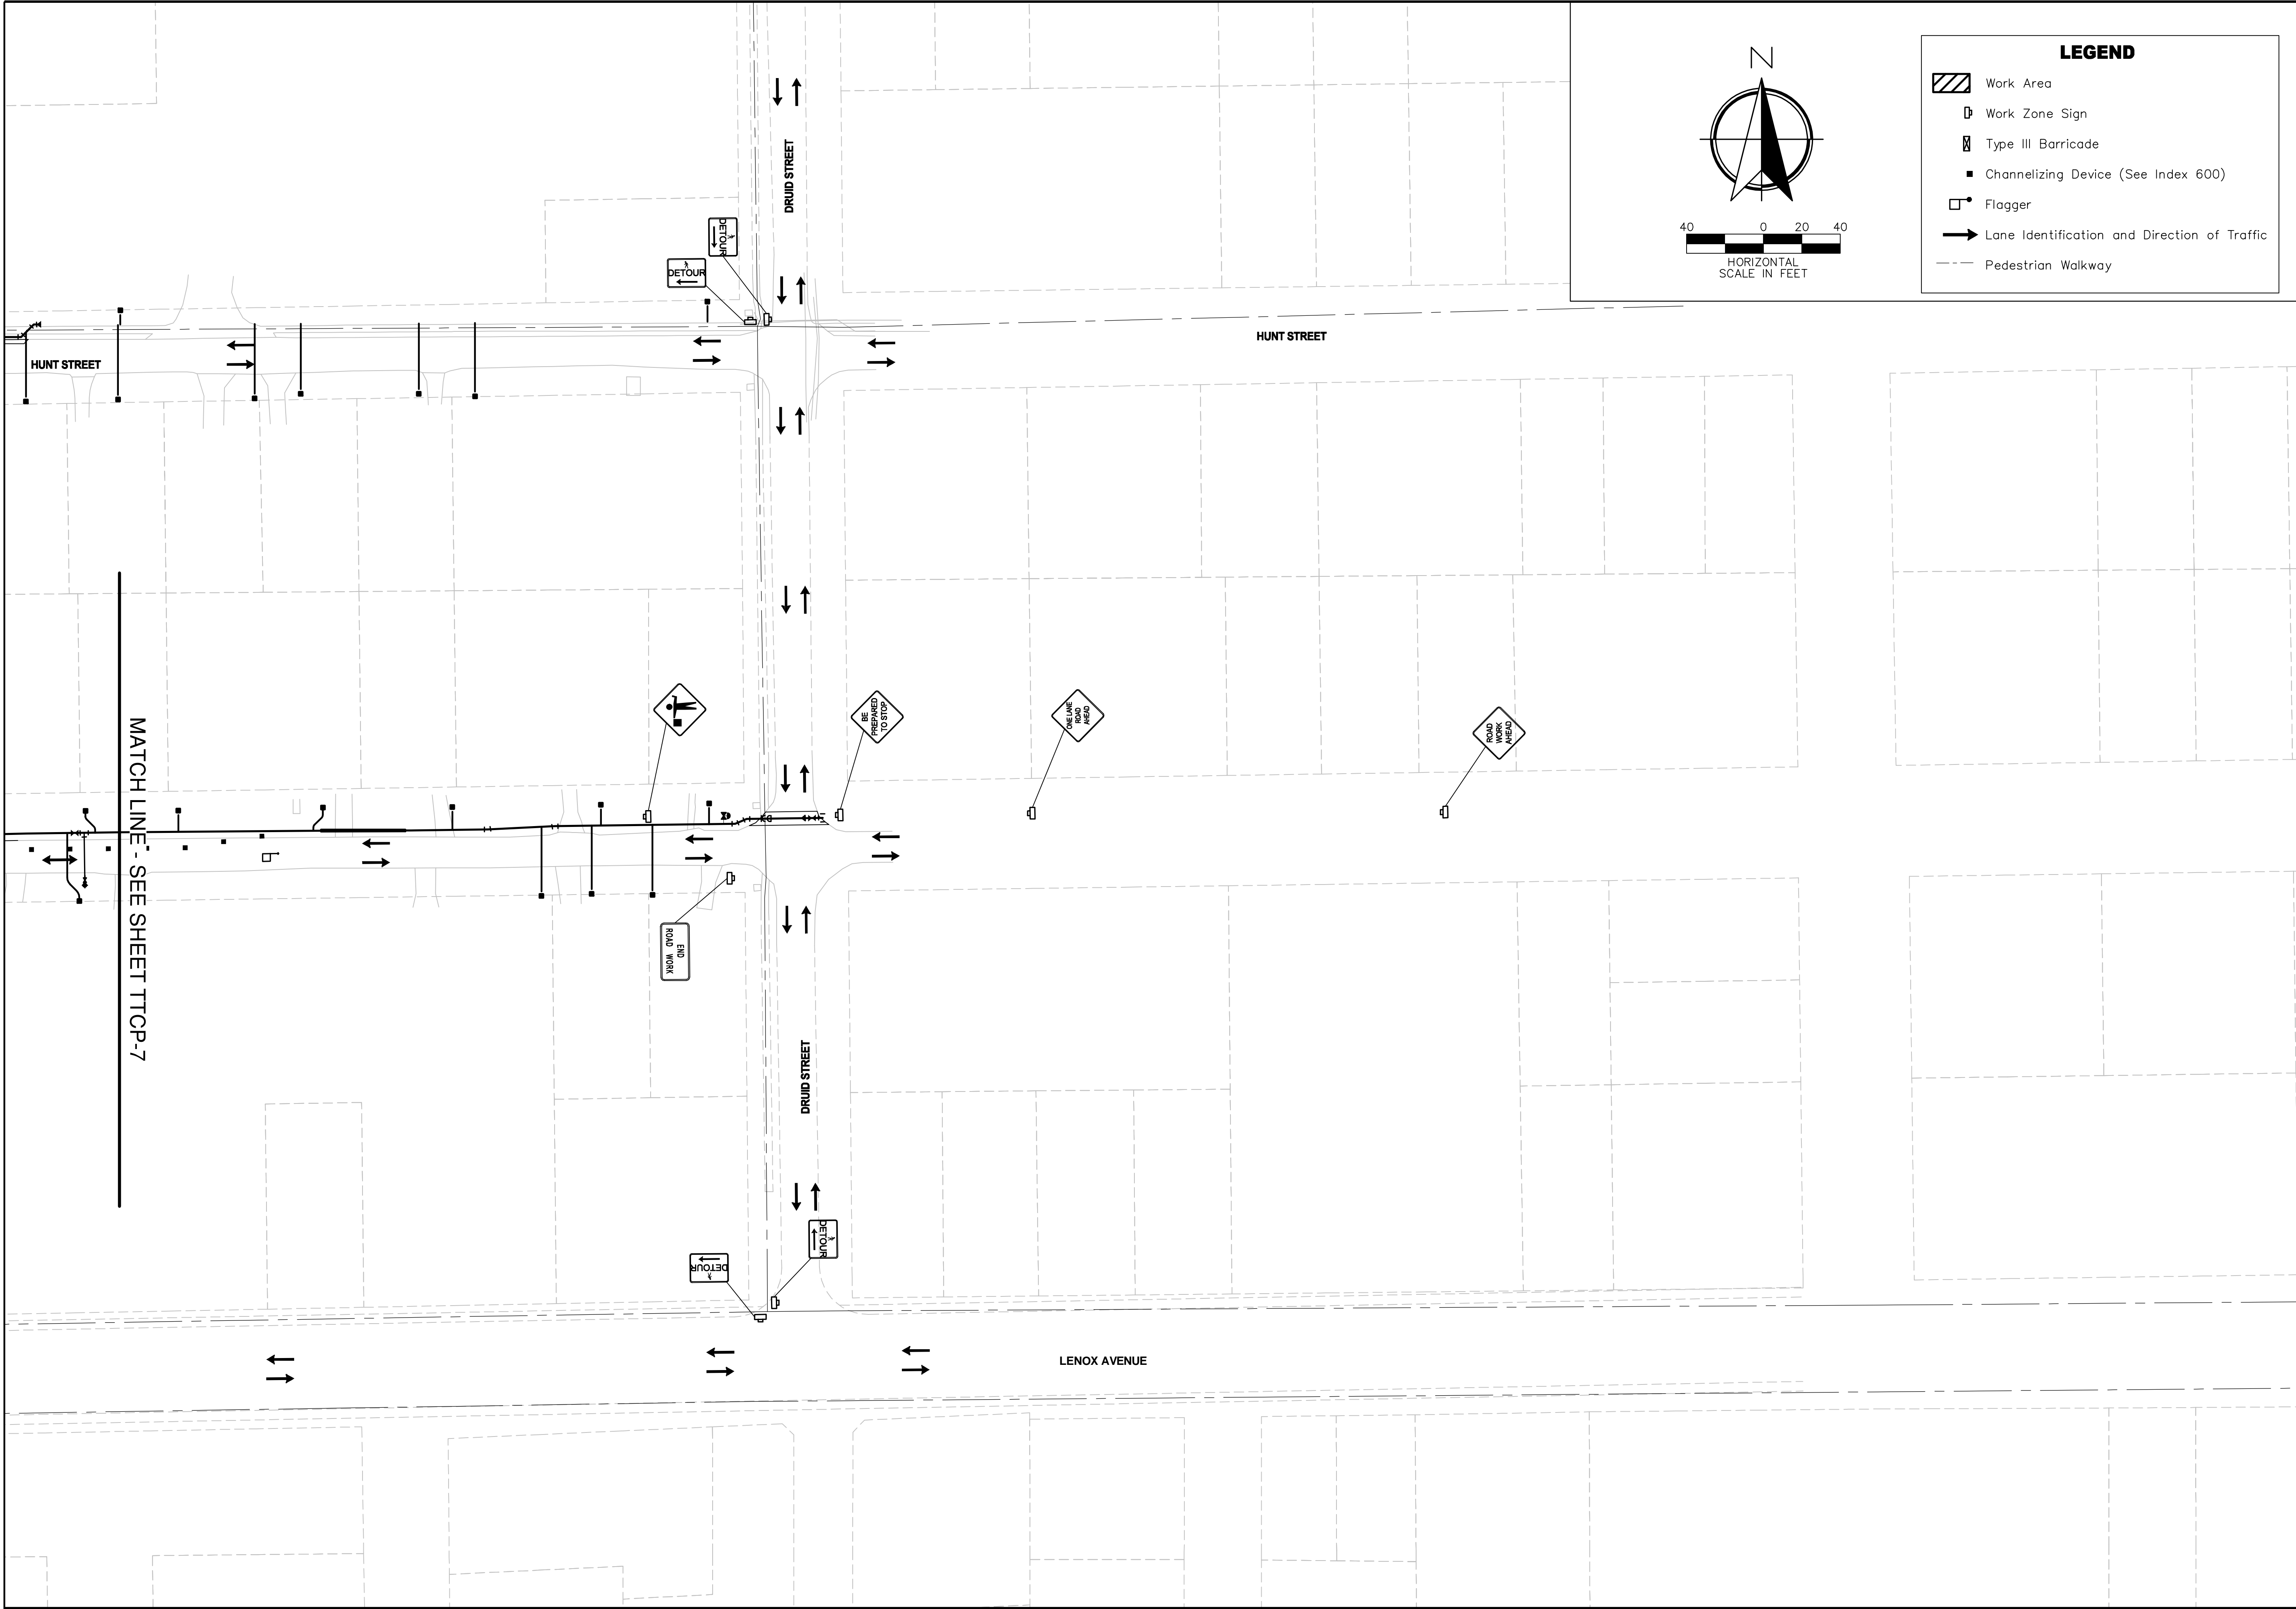 N
40 0 20 40
HORIZONTAL
SCALE IN FEET
LEGEND
Work Area
Work Zone Sign
Type III Barricade
Channelizing Device (See Index 600)
Flagger
Lane Identification and Direction of Traffic
Pedestrian Walkway
DRUID STREET
DETOUR
DETOUR
HUNT STREET
HUNT STREET
MATCH LINE - SEE SHEET TTCP-7
BE
PREPARED
TO STOP
ONE LANE
ROAD
AHEAD
ROAD
WORK
AHEAD
END
ROAD WORK
DRUID STREET
DETOUR
DETOUR
LENOX AVENUE